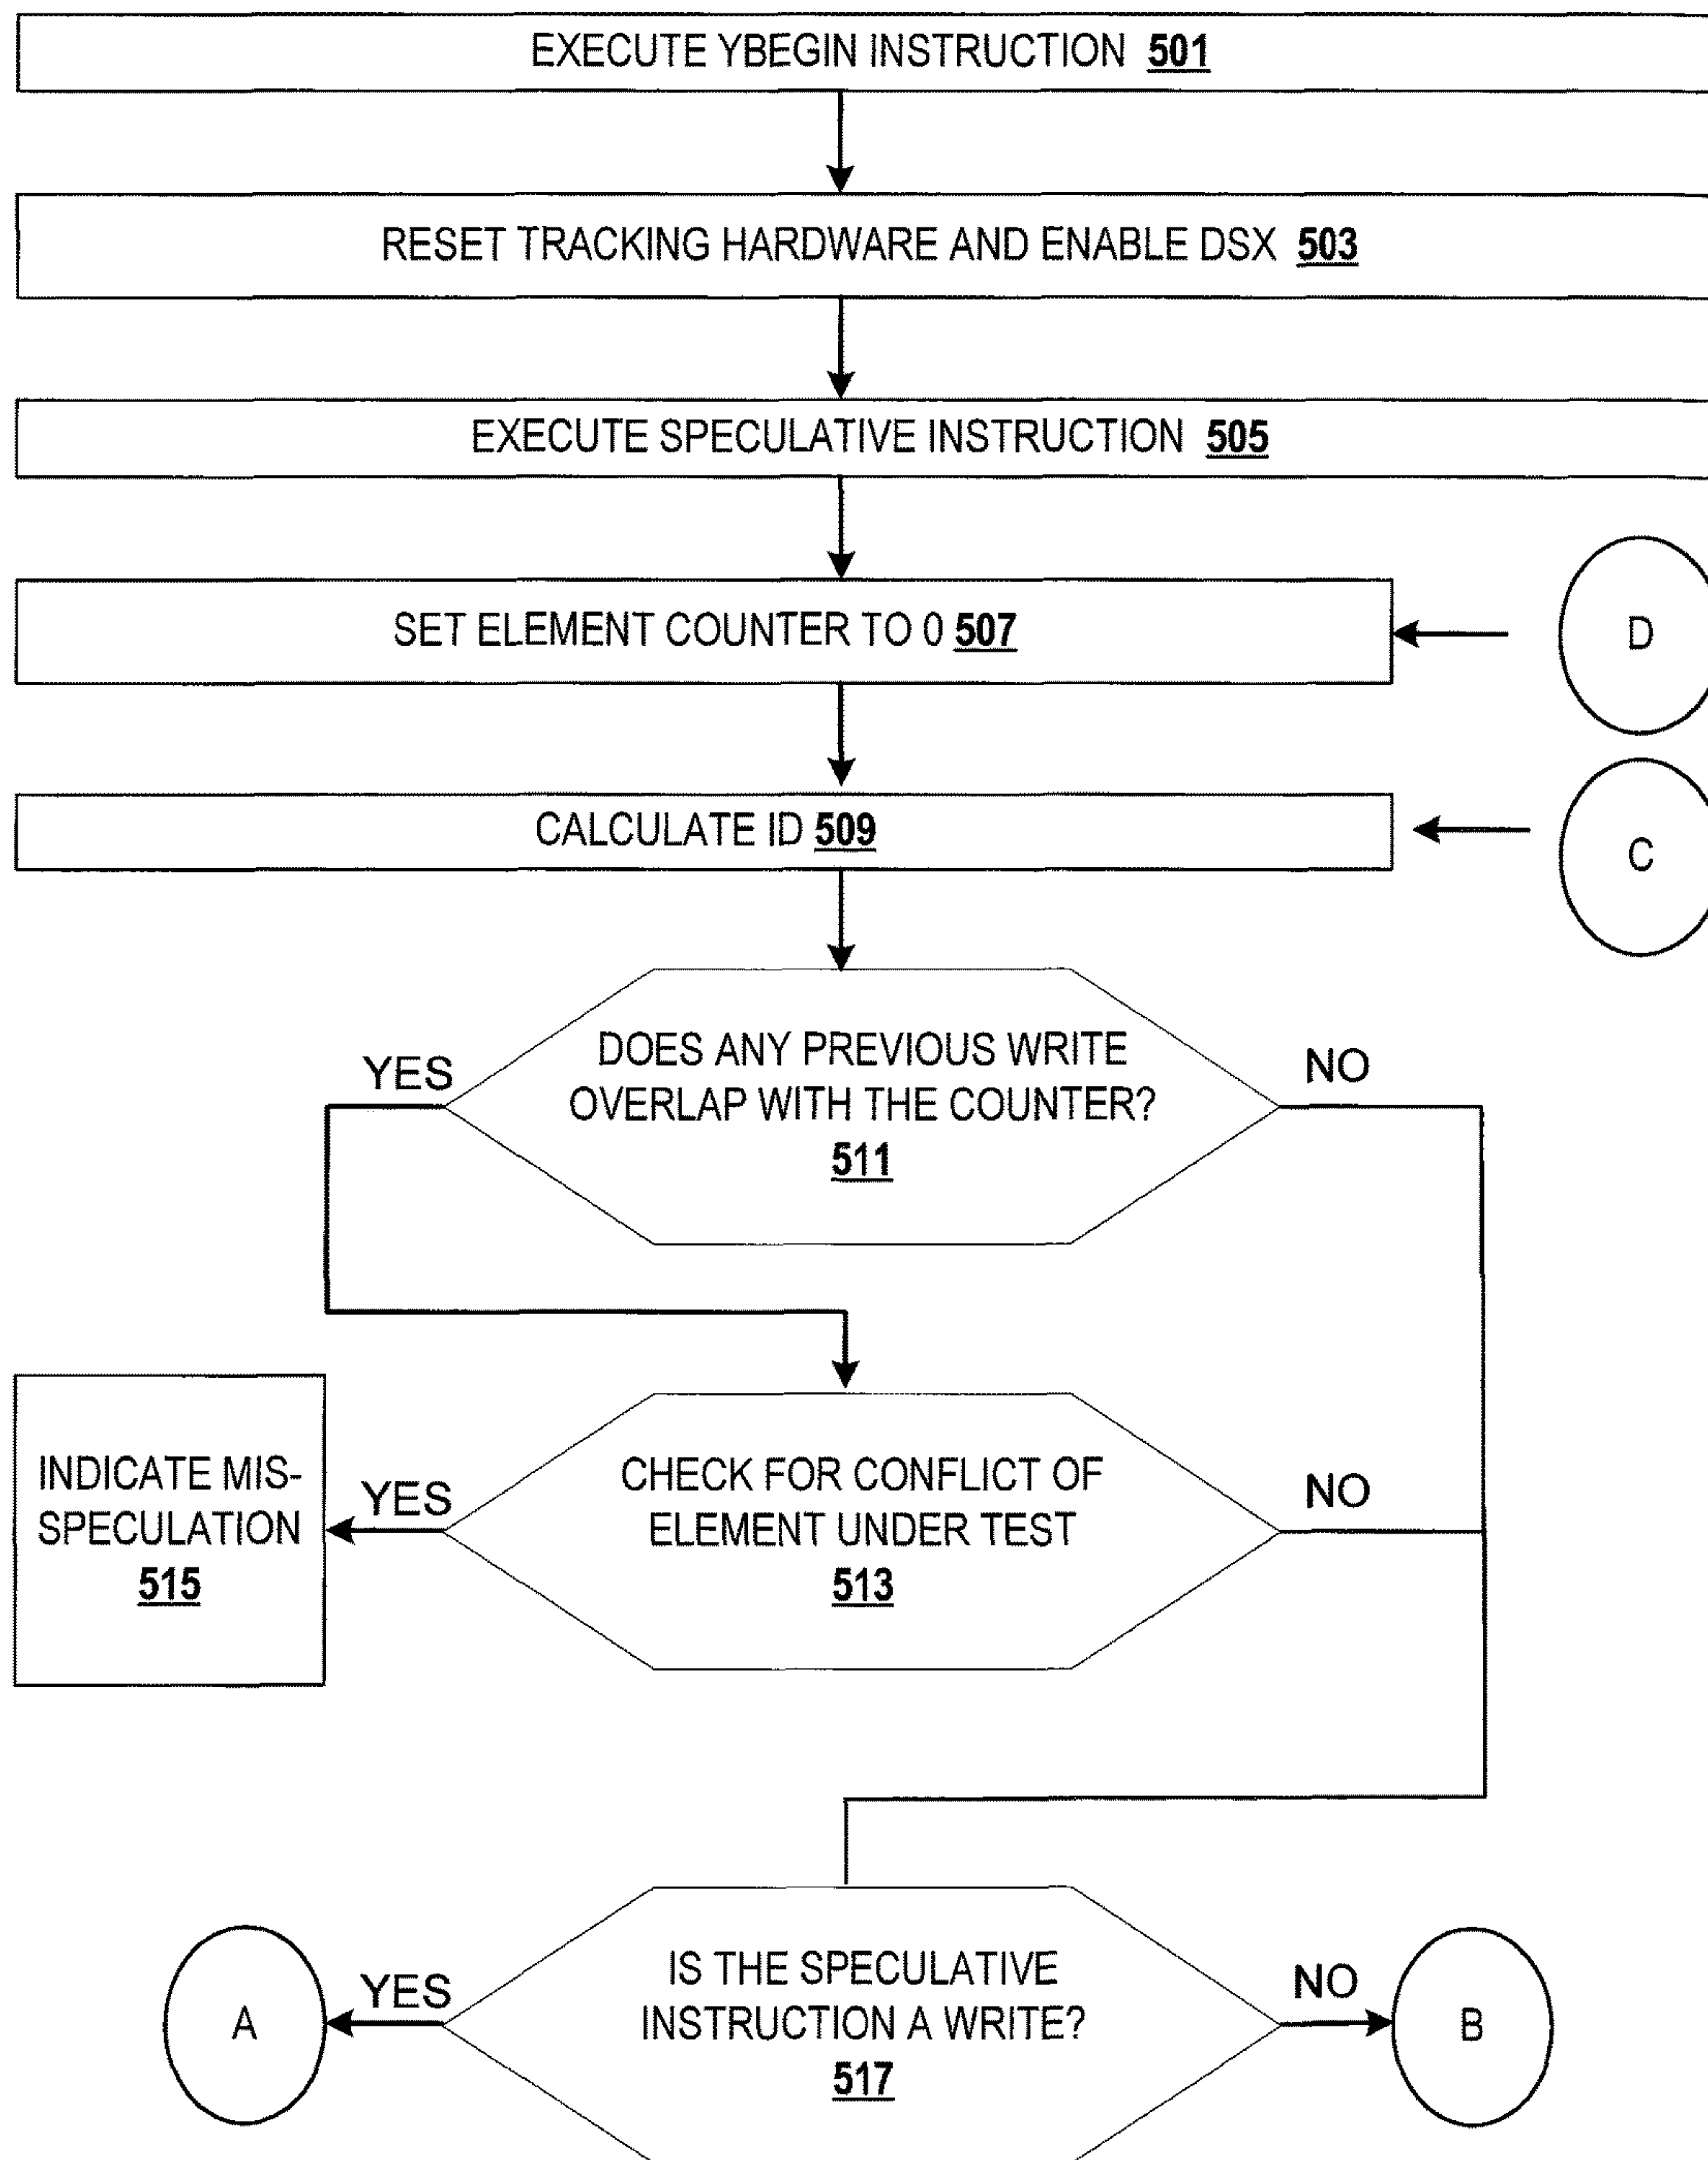 EXECUTE YBEGIN INSTRUCTION 501
RESET TRACKING HARDWARE AND ENABLE DSX 503
EXECUTE SPECULATIVE INSTRUCTION 505
SET ELEMENT COUNTER TO 0 507
D
CALCULATE ID 509
C
DOES ANY PREVIOUS WRITE
OVERLAP WITH THE COUNTER?
511
YES
NO
CHECK FOR CONFLICT OF
ELEMENT UNDER TEST
513
YES
NO
INDICATE MIS-
SPECULATION
515
IS THE SPECULATIVE
INSTRUCTION A WRITE?
517
YES
NO
A
B